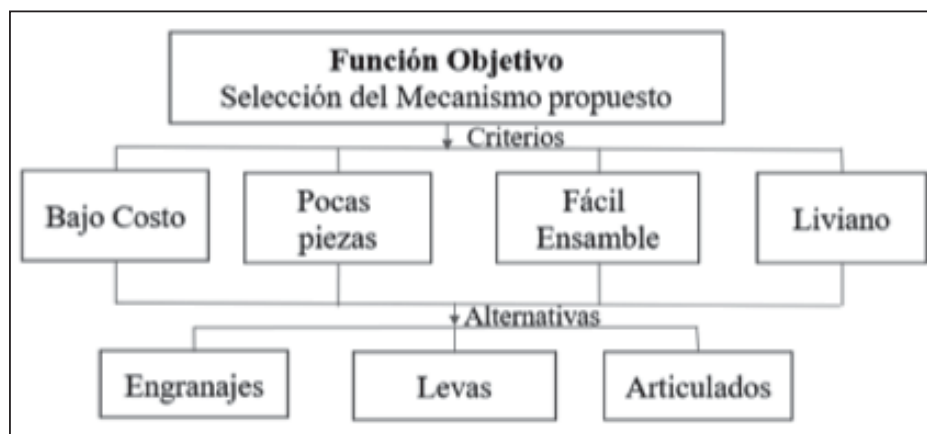 Función Objetivo
Selección del Mecanismo propuesto
Criterios
Bajo Costo
Pocas
piezas
Fácil
Ensamble
Liviano
Alternativas
Engranajes
Levas
Articulados